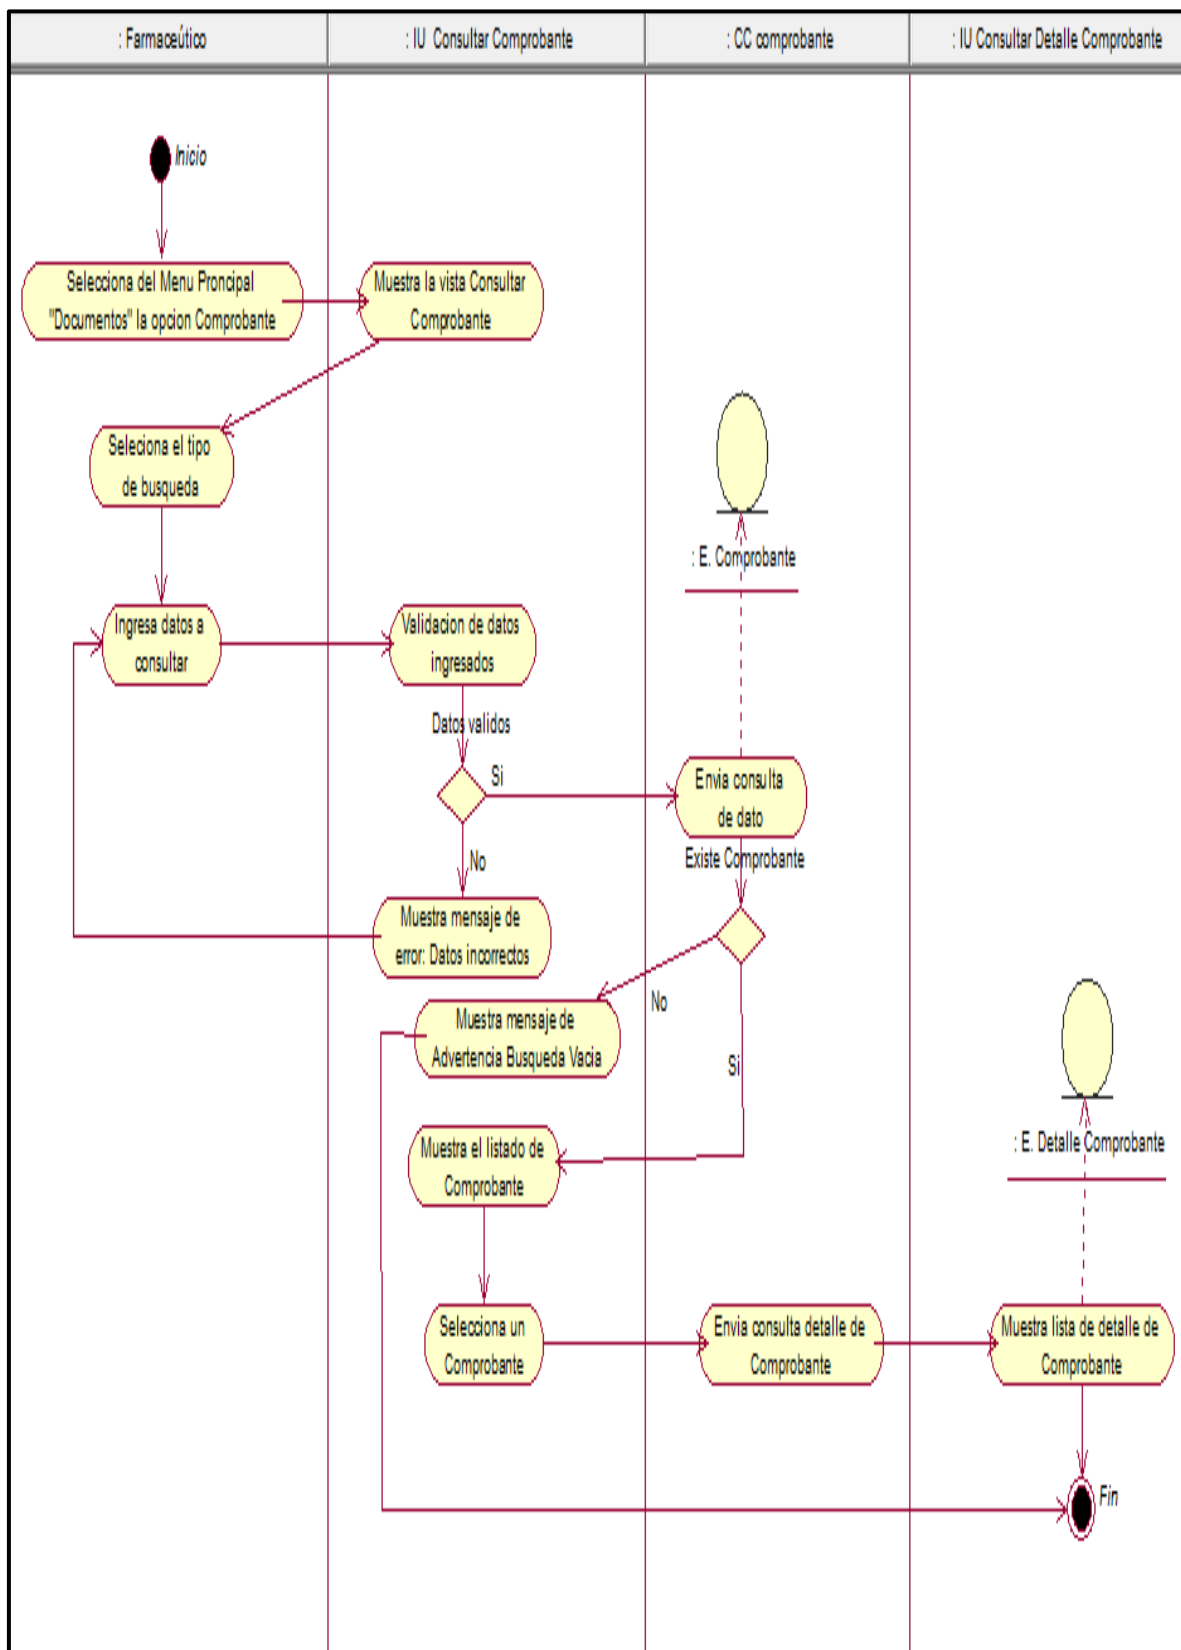 : Farmaceútico
: IU Consultar Comprobante
: CC comprobante
: IU Consultar Detalle Comprobante
Inicio
Selecciona del Menu Proncipal
"Documentos" la opcion Comprobante
Muestra la vista Consultar
Comprobante
Seleciona el tipo
de busqueda
: E. Comprobante
Ingresa datos a
consultar
Validacion de datos
ingresados
Datos validos
Si
Envia consulta
de dato
No
Existe Comprobante
Muestra mensaje de
error: Datos incorrectos
No
Muestra mensaje de
Advertencia Busqueda Vacia
Si
: E. Detalle Comprobante
Muestra el listado de
Comprobante
Selecciona un
Comprobante
Envia consulta detalle de
Comprobante
Muestra lista de detalle de
Comprobante
Fin